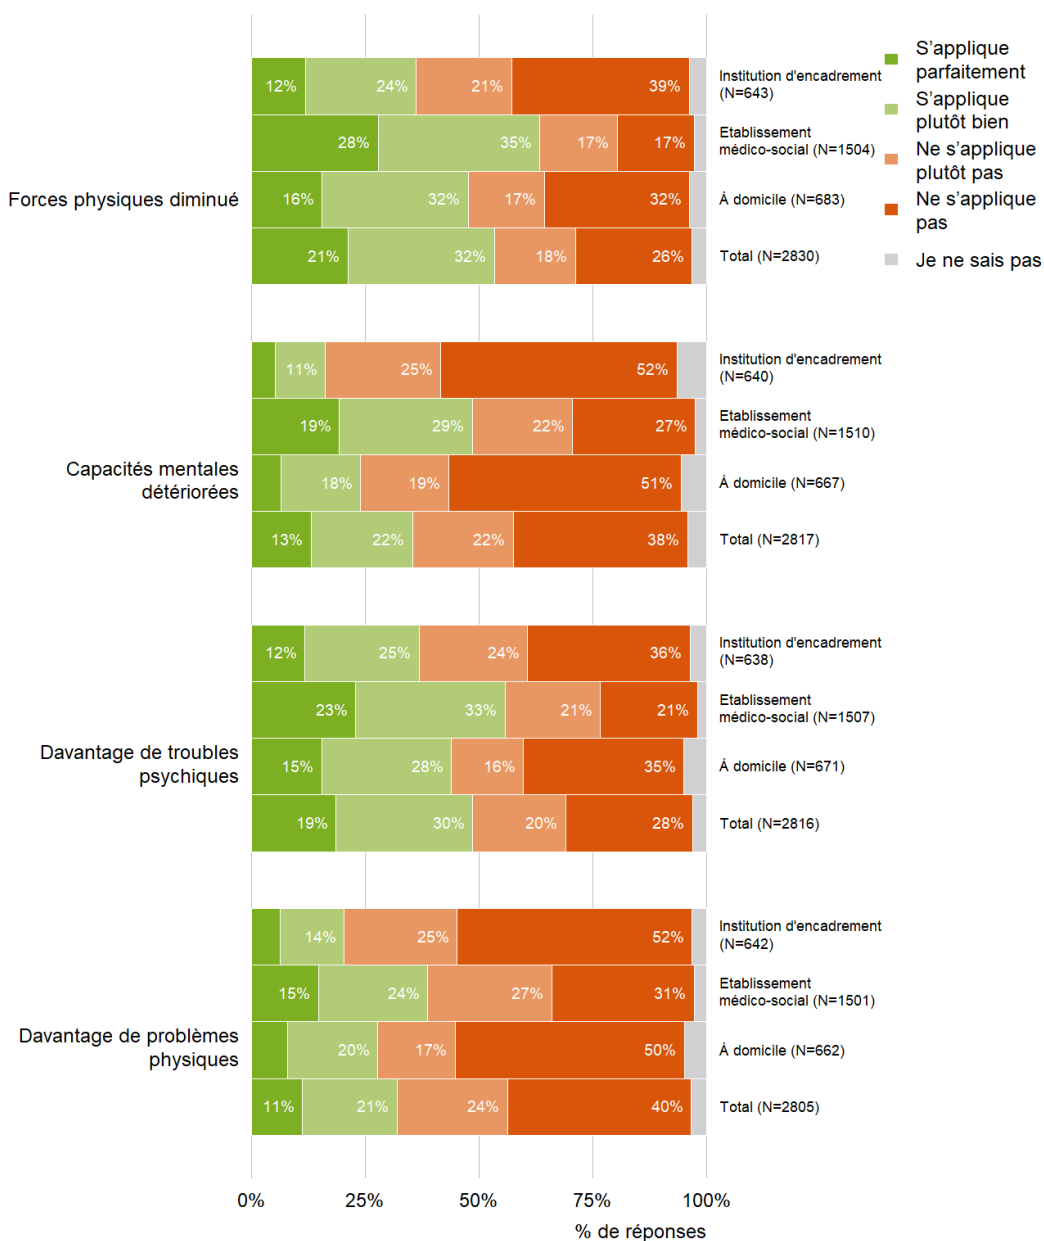 S'applique
parfaitement
S'applique
plutôt bien
Ne s'applique
plutôt pas
Ne s'applique
pas
Je ne sais pas
Forces physiques diminué
12% 24% 21% 39% Institution d'encadrement
(N=643)
28% 35% 17% 17% Etablissement
médico-social (N=1504)
16% 32% 17% 32% À domicile (N=683)
21% 32% 18% 26% Total (N=2830)
Capacités mentales
détériorées
11% 25% 52% Institution d'encadrement
(N=640)
19% 29% 22% 27% Etablissement
médico-social (N=1510)
18% 19% 51% À domicile (N=667)
13% 22% 22% 38% Total (N=2817)
Davantage de troubles
psychiques
12% 25% 24% 36% Institution d'encadrement
(N=638)
23% 33% 21% 21% Etablissement
médico-social (N=1507)
15% 28% 16% 35% À domicile (N=671)
19% 30% 20% 28% Total (N=2816)
Davantage de problèmes
physiques
14% 25% 52% Institution d'encadrement
(N=642)
15% 24% 27% 31% Etablissement
médico-social (N=1501)
20% 17% 50% À domicile (N=662)
11% 21% 24% 40% Total (N=2805)
0% 25% 50% 75% 100%
% de réponses